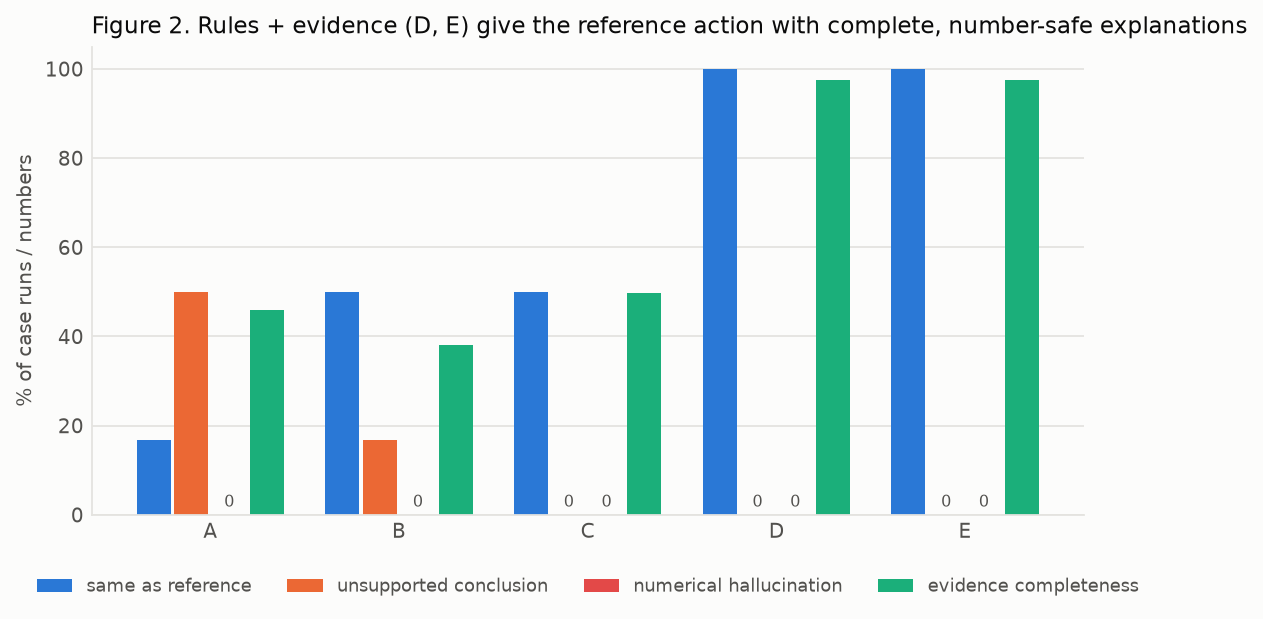 Figure 2. Rules + evidence (D, E) give the reference action with complete, number-safe explanations
% of case runs / numbers
100
80
60
40
20
0
0 0 0 0 0 0 0 0
A B C D E
same as reference unsupported conclusion numerical hallucination evidence completeness